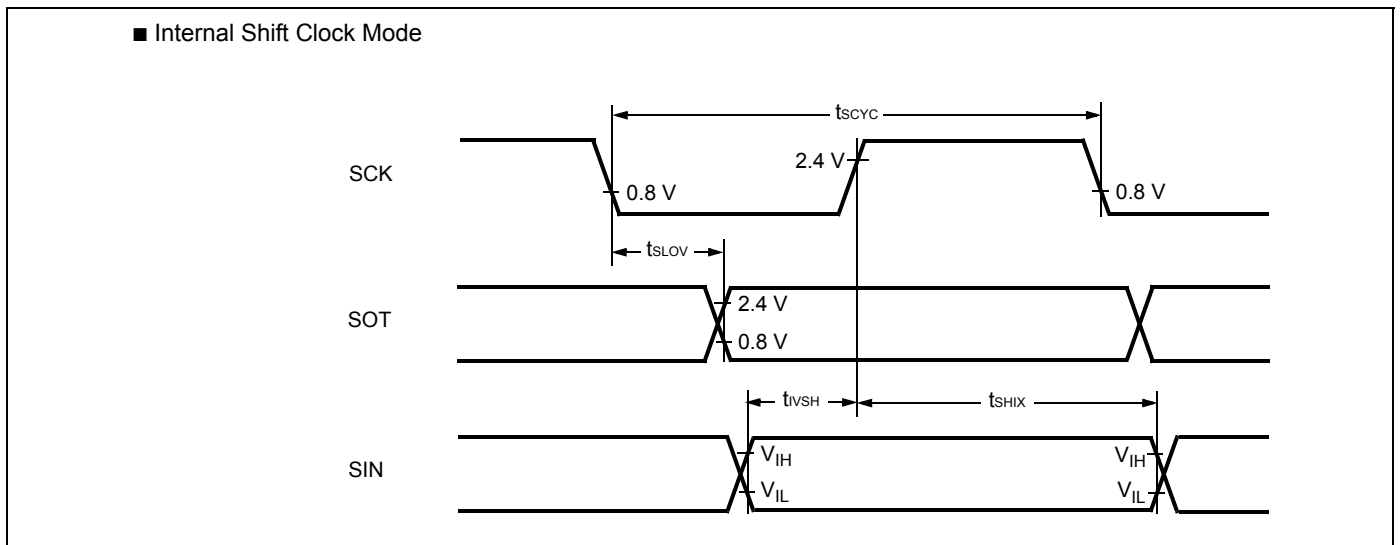 ■ Internal Shift Clock Mode
tSCYC
SCK
2.4 V
0.8 V
0.8 V
tSLOV
SOT
2.4 V
0.8 V
tIVSH
tSHIX
SIN
VIH
VIH
VIL
VIL